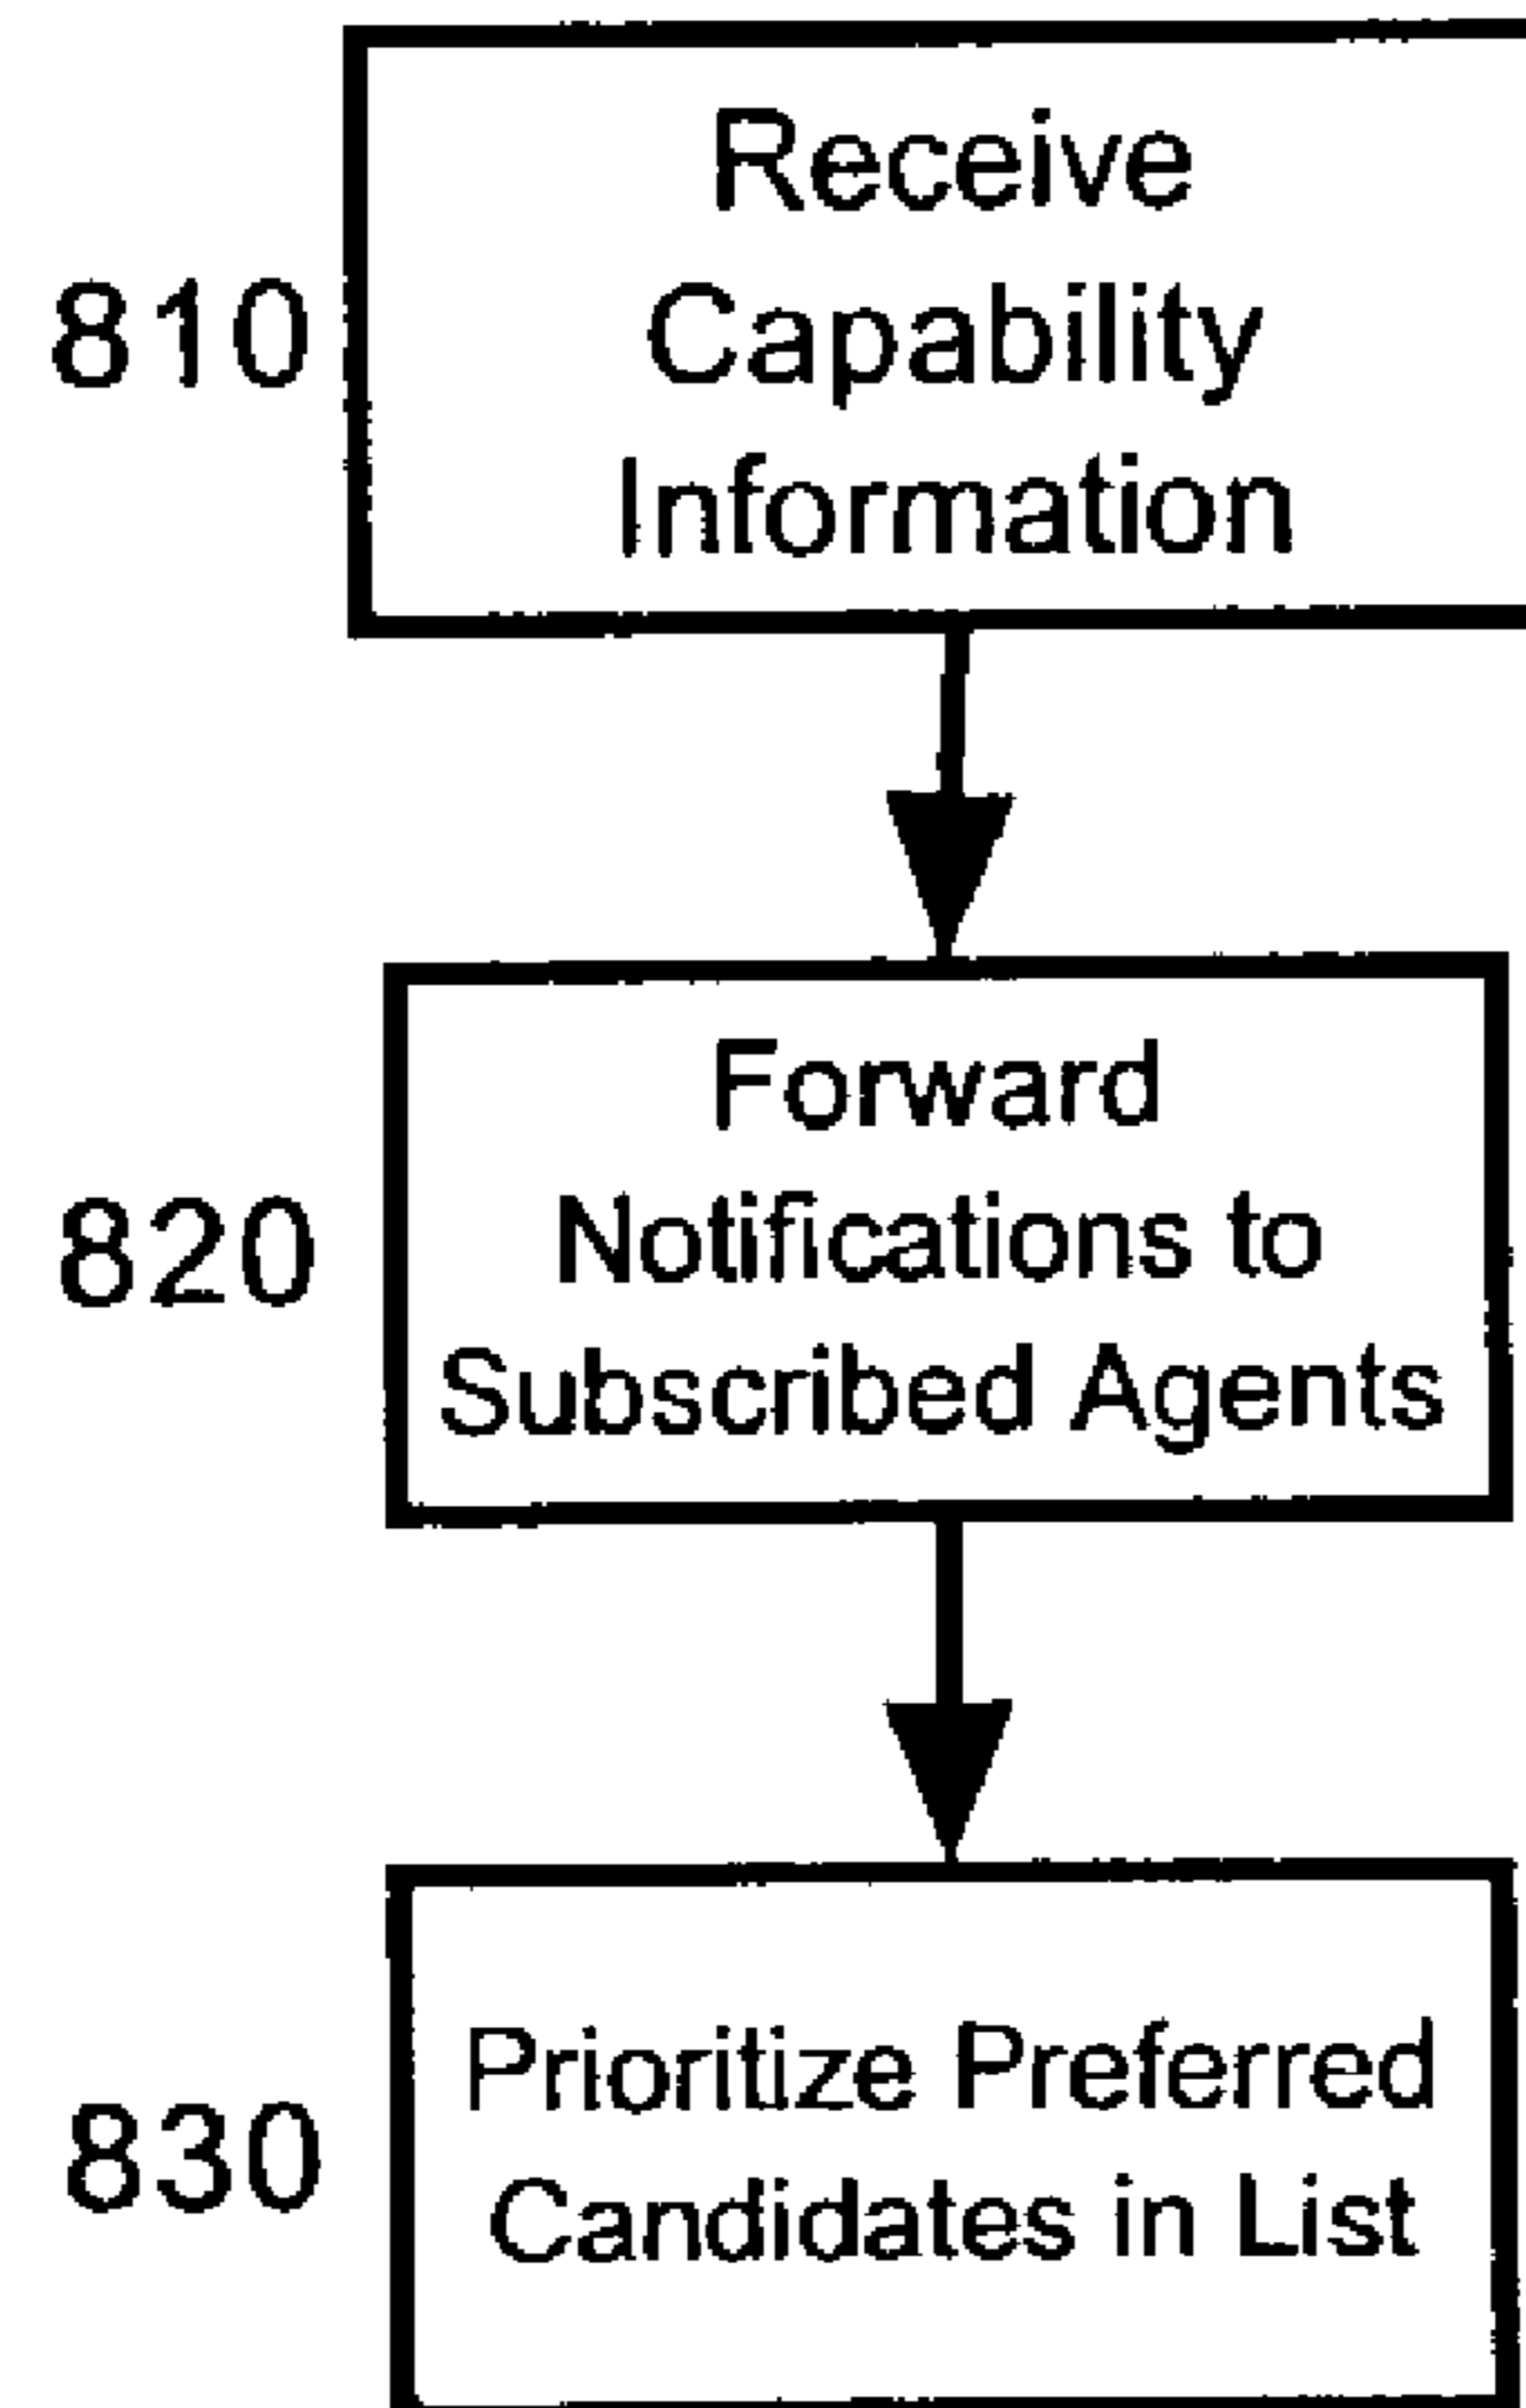 Receive
810
Capability
Information
Forward
820
Notifications to
Subscribed Agents
Prioritize Preferred
830
Candidates in List